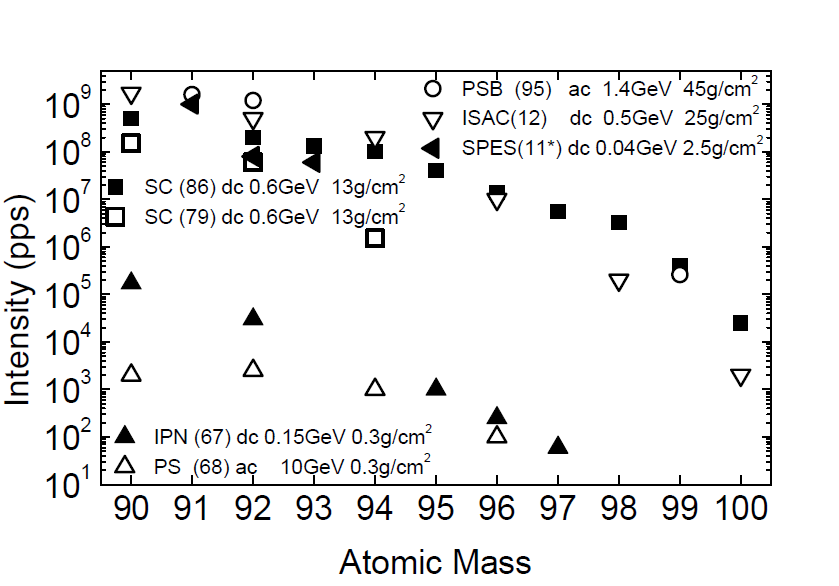 PSB (95) ac 1.4GeV 45g/cm²
ISAC(12) dc 0.5GeV 25g/cm²
SPES(11*) dc 0.04GeV 2.5g/cm²
SC (86) dc 0.6GeV 13g/cm²
SC (79) dc 0.6GeV 13g/cm²
IPN (67) dc 0.15GeV 0.3g/cm²
PS (68) ac 10GeV 0.3g/cm²
Intensity (pps)
10⁹
10⁸
10⁷
10⁶
10⁵
10⁴
10³
10²
10¹
90 91 92 93 94 95 96 97 98 99 100
Atomic Mass